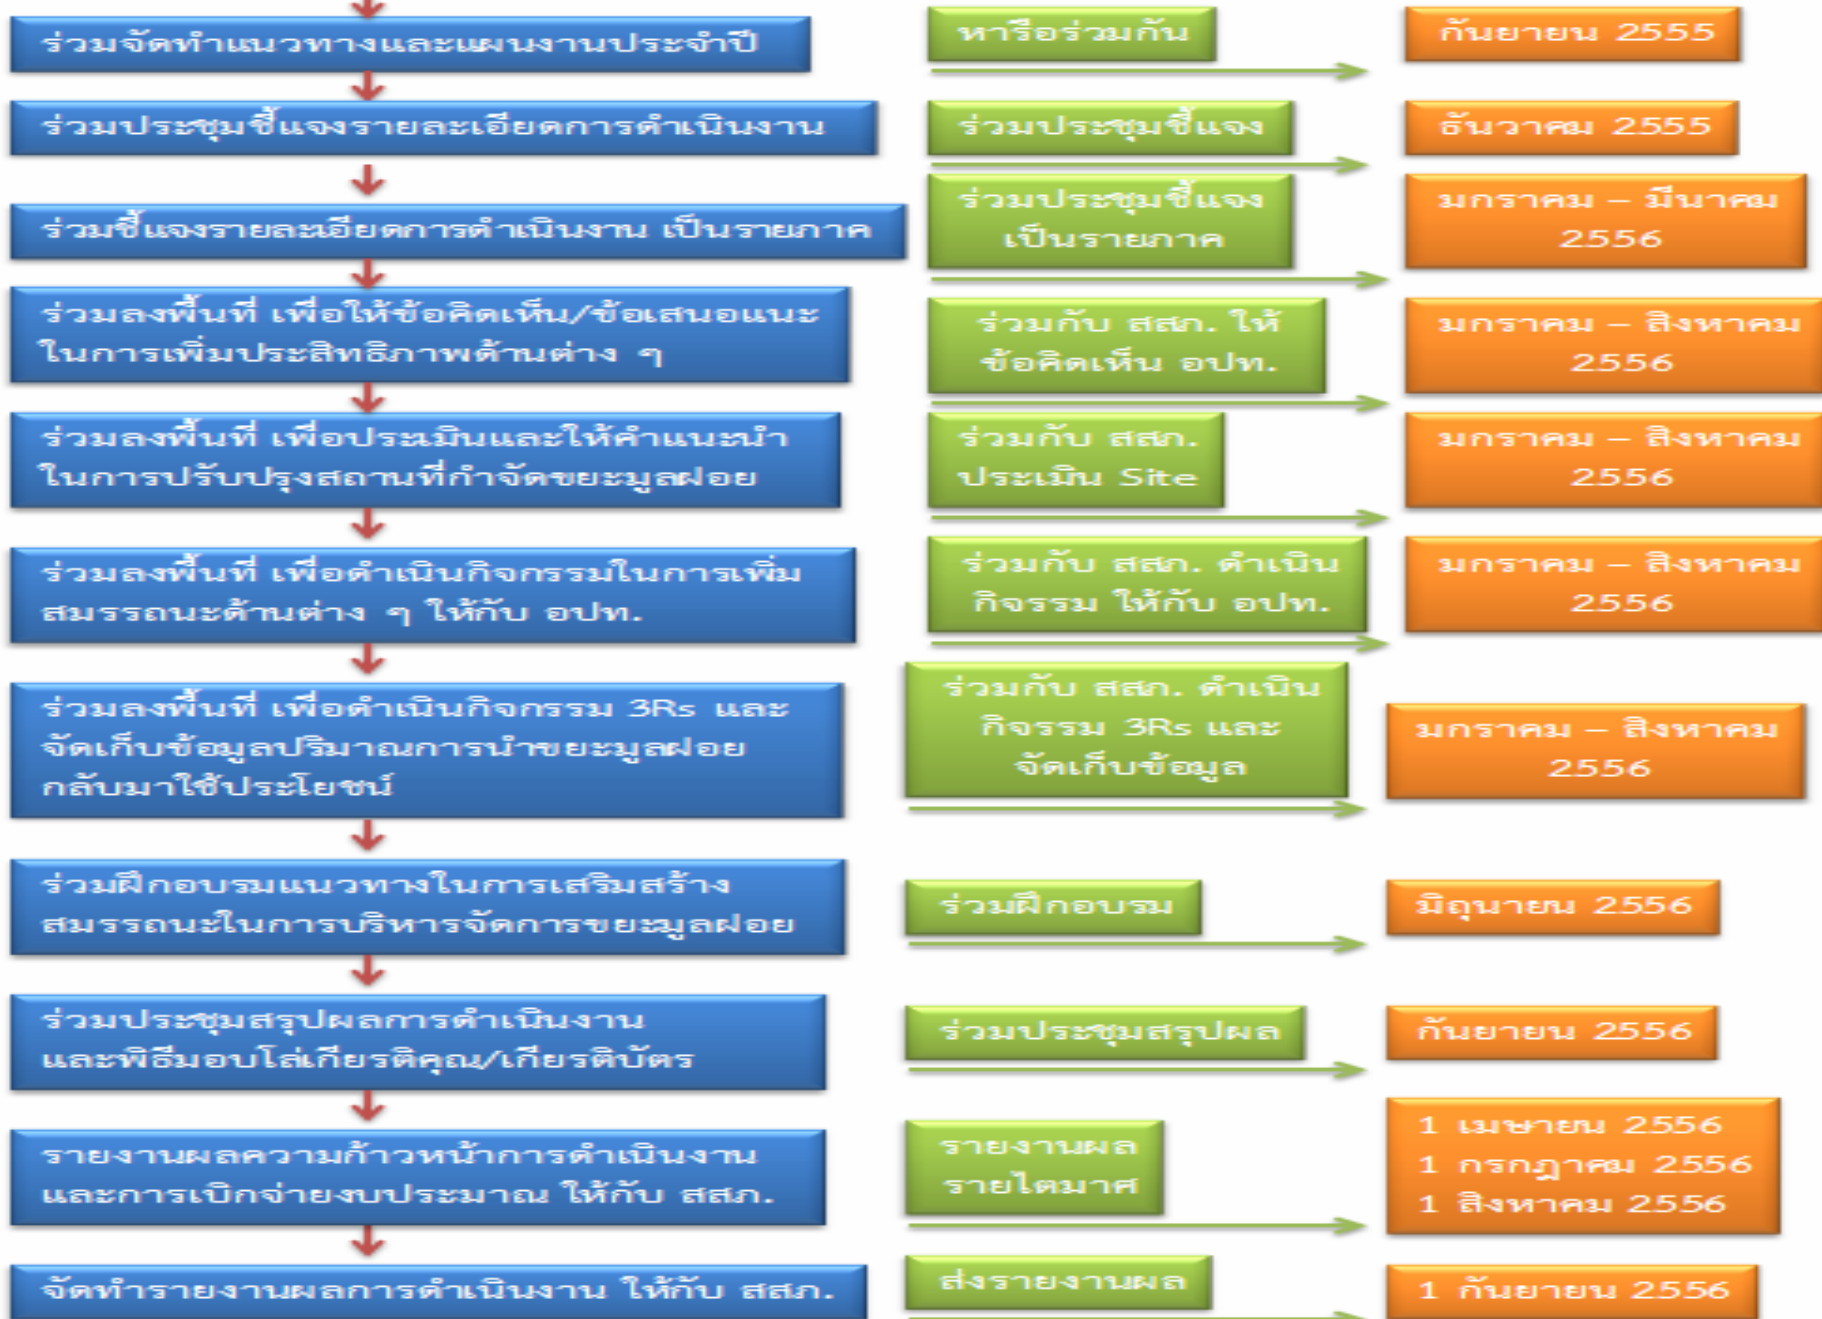 ร่วมจัดทำแนวทางและแผนงานประจำปี
หารือร่วมกัน
กันยายน 2555
ร่วมประชุมชี้แจงรายละเอียดการดำเนินงาน
ร่วมประชุมชี้แจง
ธันวาคม 2555
ร่วมชี้แจงรายละเอียดการดำเนินงาน เป็นรายภาค
ร่วมประชุมชี้แจง
เป็นรายภาค
มกราคม – มีนาคม
2556
ร่วมลงพื้นที่ เพื่อให้ข้อคิดเห็น/ข้อเสนอแนะ
ในการเพิ่มประสิทธิภาพด้านต่าง ๆ
ร่วมกับ สสภ. ให้
ข้อคิดเห็น อปท.
มกราคม – สิงหาคม
2556
ร่วมลงพื้นที่ เพื่อประเมินและให้คำแนะนำ
ในการปรับปรุงสถานที่กำจัดขยะมูลฝอย
ร่วมกับ สสภ.
ประเมิน Site
มกราคม – สิงหาคม
2556
ร่วมลงพื้นที่ เพื่อดำเนินกิจกรรมในการเพิ่ม
สมรรถนะด้านต่าง ๆ ให้กับ อปท.
ร่วมกับ สสภ. ดำเนิน
กิจรรม ให้กับ อปท.
มกราคม – สิงหาคม
2556
ร่วมลงพื้นที่ เพื่อดำเนินกิจกรรม 3Rs และ
จัดเก็บข้อมูลปริมาณการนำขยะมูลฝอย
กลับมาใช้ประโยชน์
ร่วมกับ สสภ. ดำเนิน
กิจรรม 3Rs และ
จัดเก็บข้อมูล
มกราคม – สิงหาคม
2556
ร่วมฝึกอบรมแนวทางในการเสริมสร้าง
สมรรถนะในการบริหารจัดการขยะมูลฝอย
ร่วมฝึกอบรม
มิถุนายน 2556
ร่วมประชุมสรุปผลการดำเนินงาน
และพิธีมอบโล่เกียรติคุณ/เกียรติบัตร
ร่วมประชุมสรุปผล
กันยายน 2556
รายงานผลความก้าวหน้าการดำเนินงาน
และการเบิกจ่ายงบประมาณ ให้กับ สสภ.
รายงานผล
รายไตมาศ
1 เมษายน 2556
1 กรกฎาคม 2556
1 สิงหาคม 2556
จัดทำรายงานผลการดำเนินงาน ให้กับ สสภ.
ส่งรายงานผล
1 กันยายน 2556